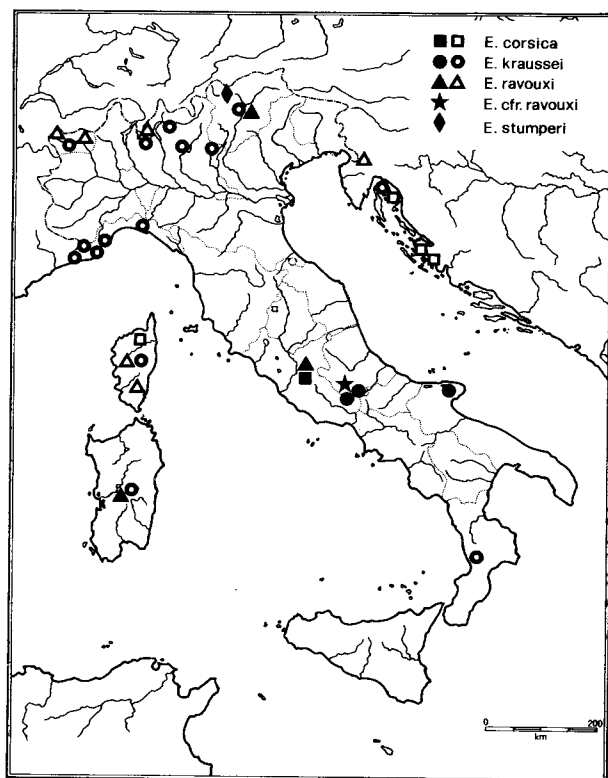 E. corsica
E. kraussei
E. ravouxi
E. cfr. ravouxi
E. stumperi
0 200
km